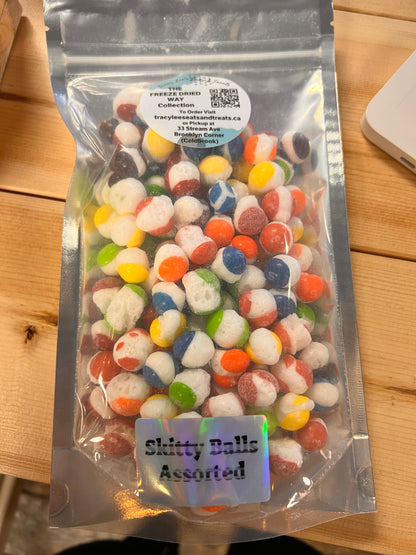 THE
FREEZE DRIED
WAY
Collection
To Order Visit
tracyleeseatsandtreats.ca
or Pickup at
33 Stream Ave
Brooklyn Corner
(Coldbrook)
Skitty Balls
Assorted